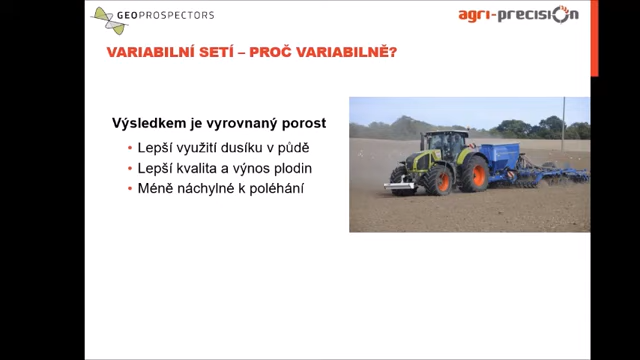 GEOPROSPECTORS
agri-precisiön
VARIABILNÍ SETÍ – PROČ VARIABILNĚ?
Výsledkem je vyrovnaný porost
• Lepší využití dusíku v půdě
• Lepší kvalita a výnos plodin
• Méně náchylné k poléhání